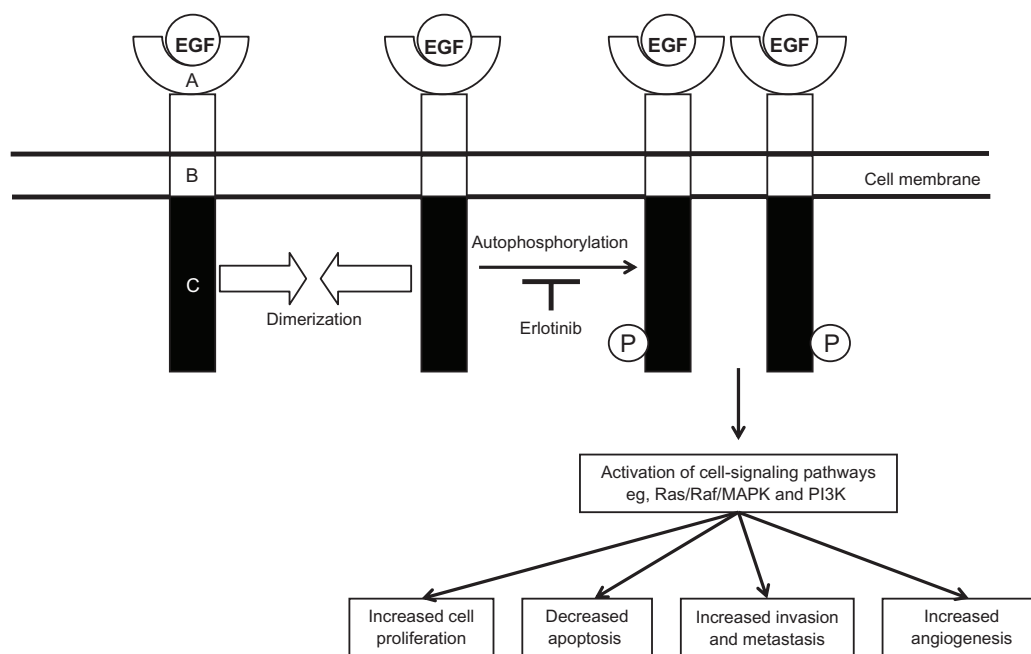 EGF
EGF
EGF
EGF
A
B
Cell membrane
C
Autophosphorylation
Dimerization
Erlotinib
P
P
Activation of cell-signaling pathways
eg, Ras/Raf/MAPK and PI3K
Increased cell
proliferation
Decreased
apoptosis
Increased invasion
and metastasis
Increased
angiogenesis